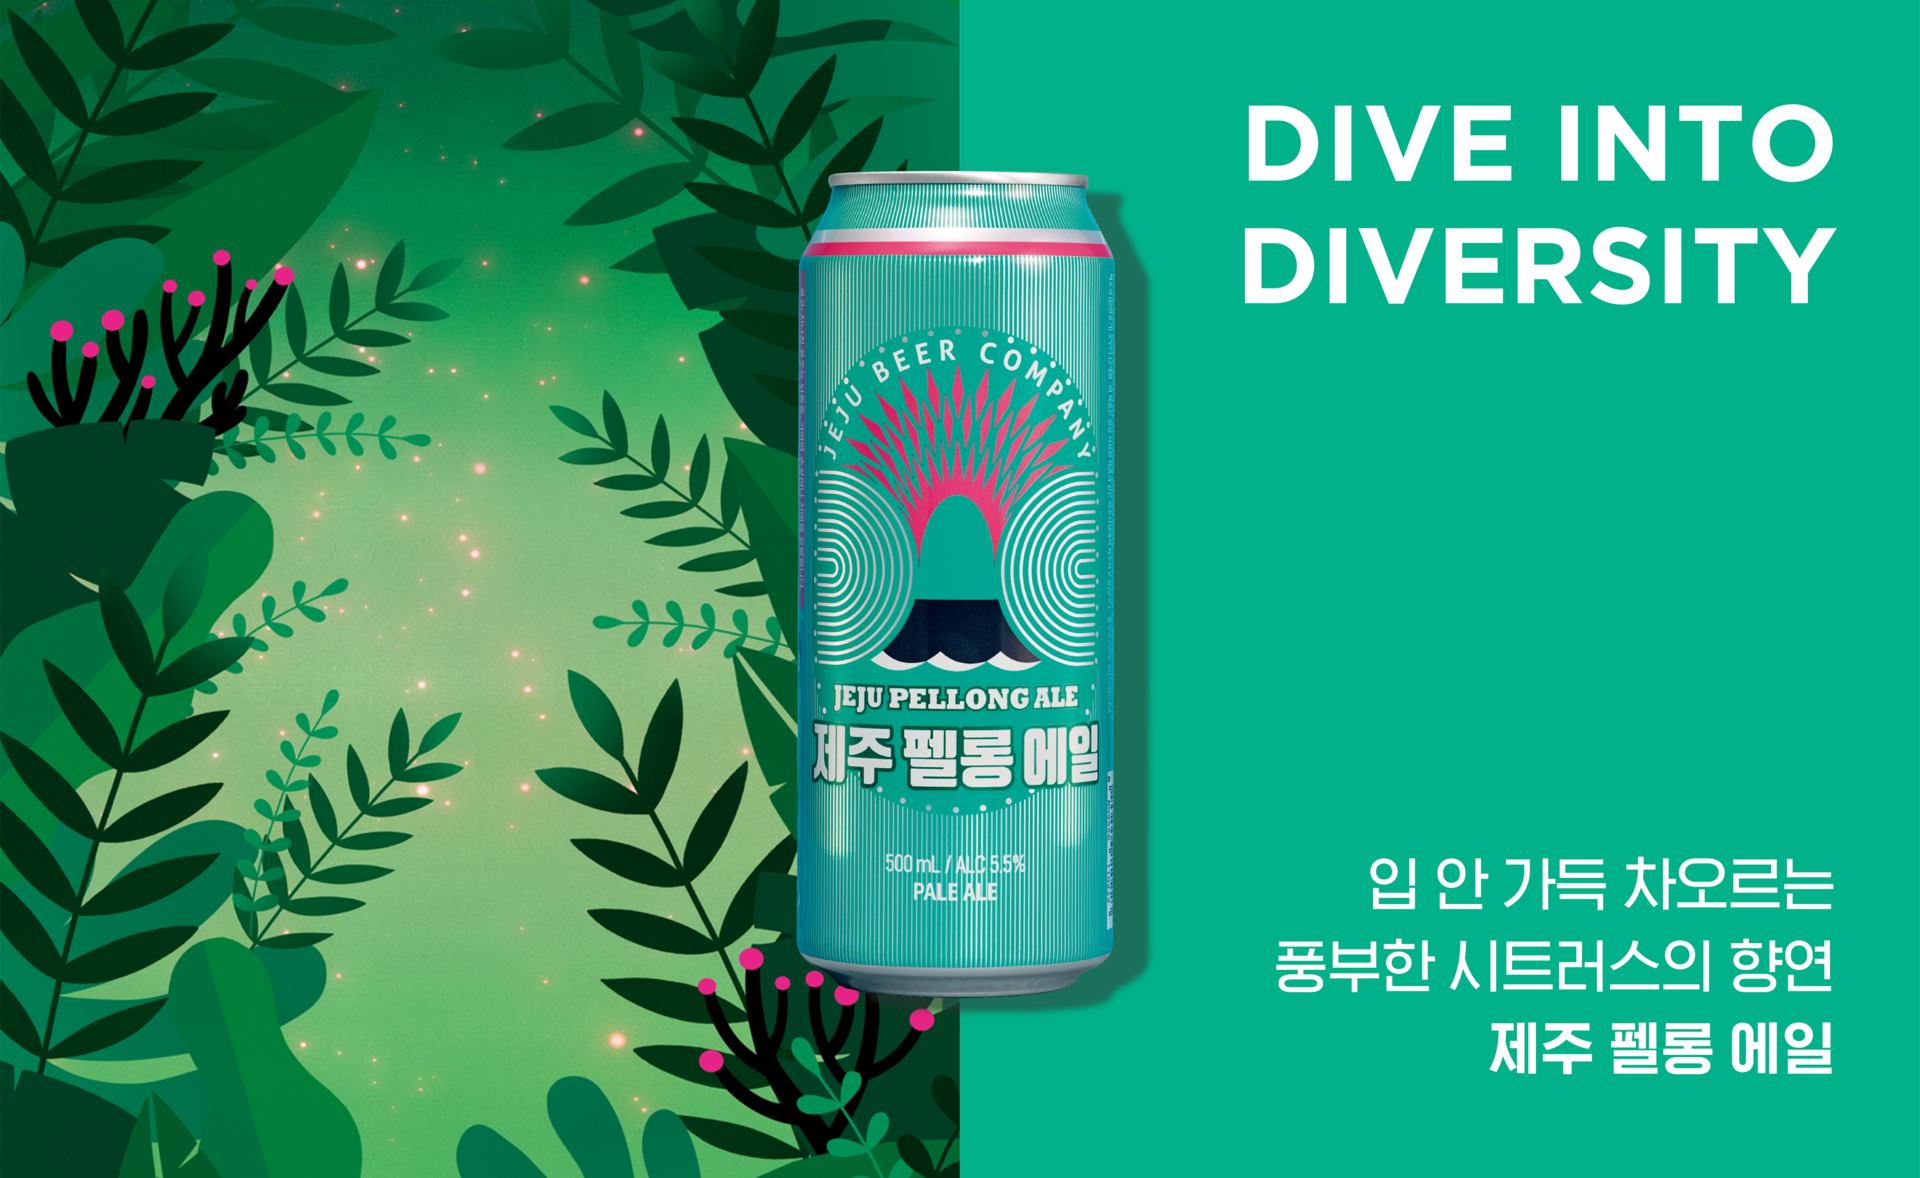 DIVE INTO
DIVERSITY
JEJU BEER COMPANY
JEJU PELLONG ALE
제주 펠롱 에일
500 mL / ALC 5.5%
PALE ALE
입 안 가득 차오르는
풍부한 시트러스의 향연
제주 펠롱 에일